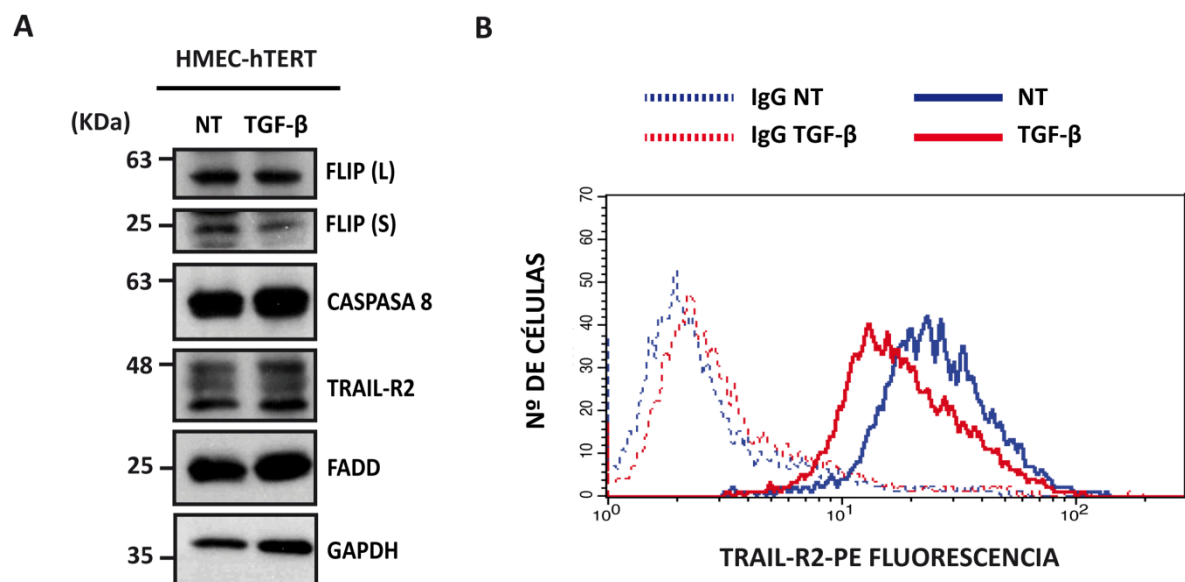 A
HMEC-hTERT
(KDa)
NT TGF-β
63
FLIP (L)
25
FLIP (S)
63
CASPASA 8
48
TRAIL-R2
25
FADD
35
GAPDH
B
IgG NT
NT
IgG TGF-β
TGF-β
70
60
50
40
30
20
10
0
Nº DE CÉLULAS
10⁰ 10¹ 10²
TRAIL-R2-PE FLUORESCENCIA